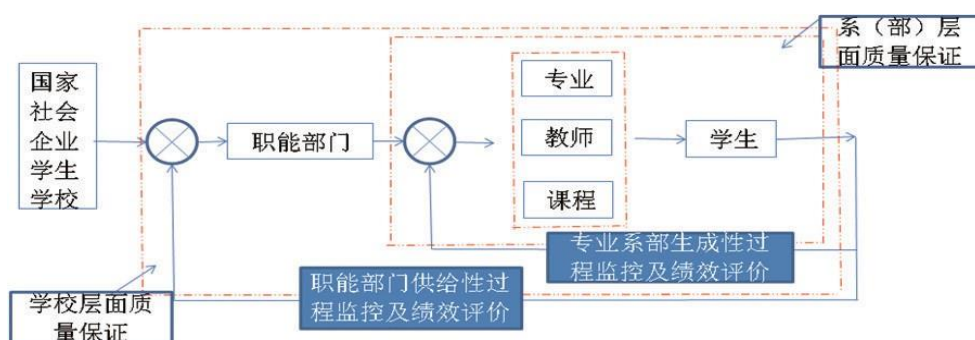 系（部）层
面质量保证
国家
社会
企业
学生
学校
职能部门
专业
教师
课程
学生
专业系部生成性过
程监控及绩效评价
职能部门供给性过
程监控及绩效评价
学校层面质
量保证